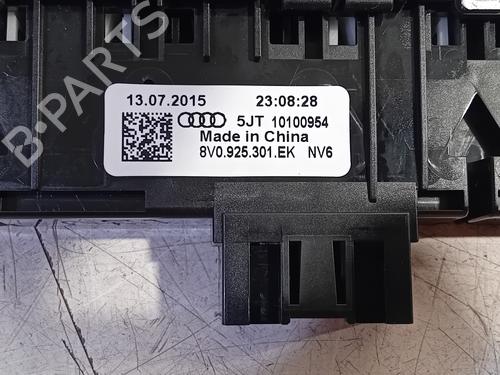 B-PARTS
13.07.2015 23:08:28
5JT 10100954
Made in China
8V0.925.301.EK NV6